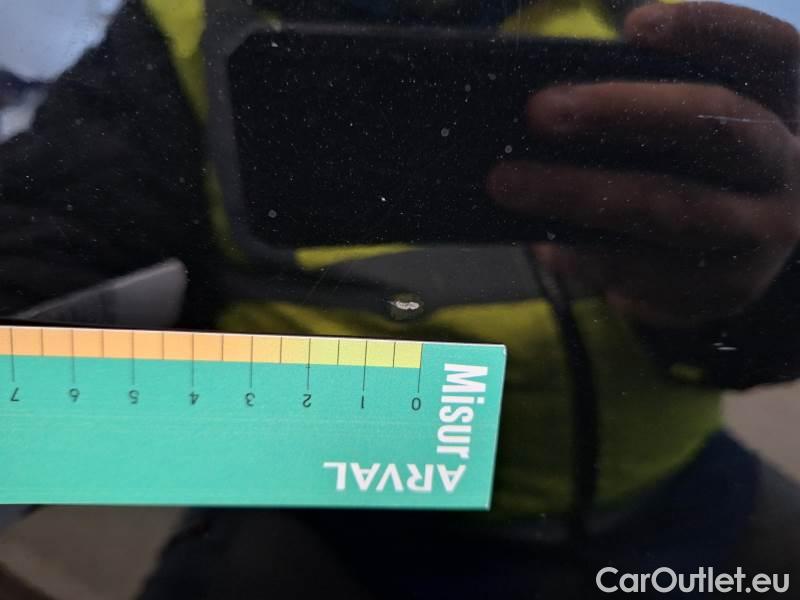 7 6 5 4 3 2 1 0
Misur
ARVAL
CarOutlet.eu